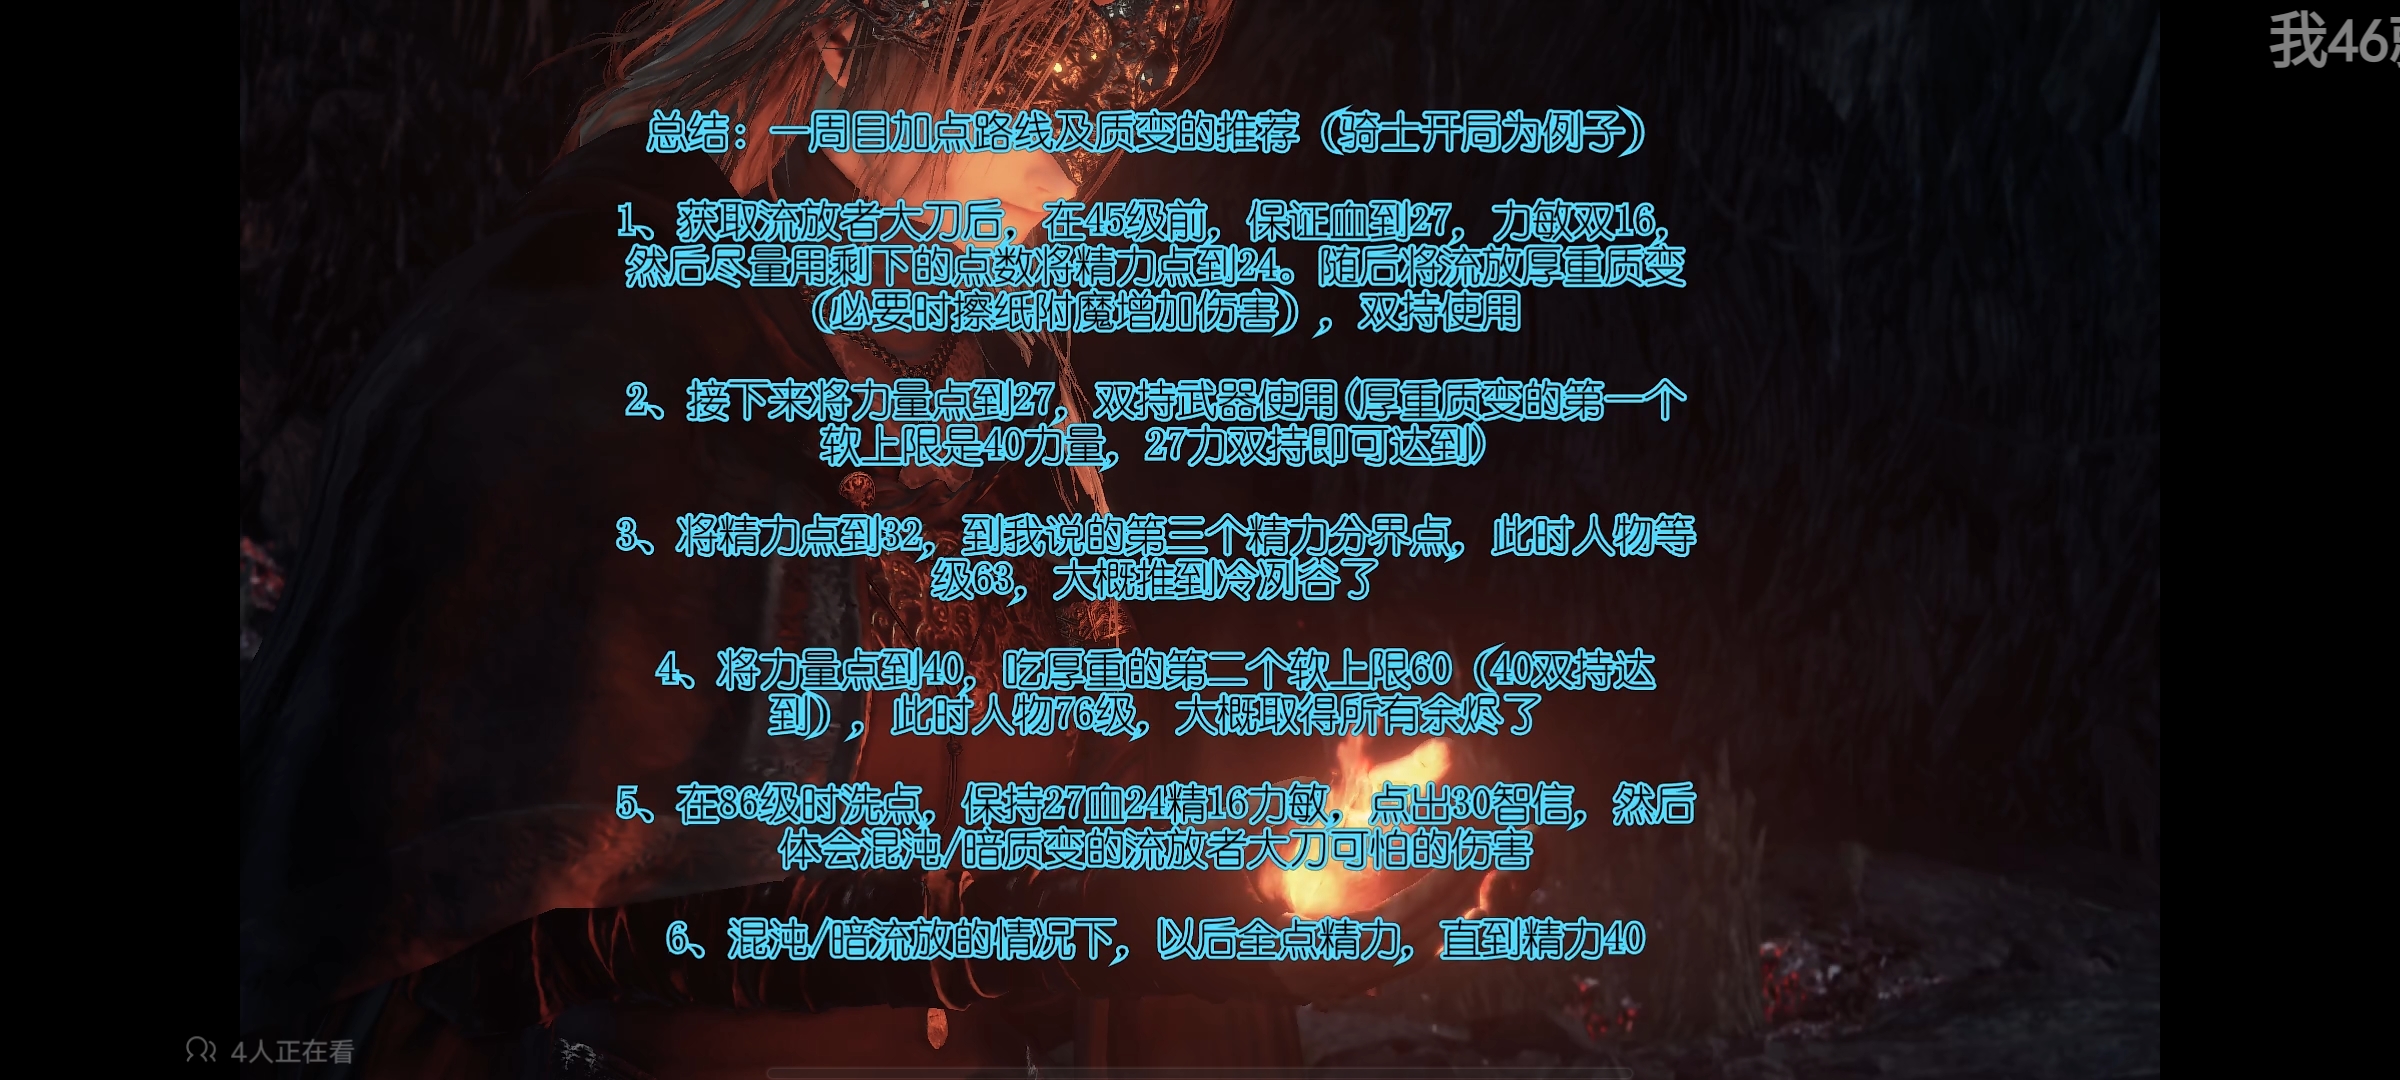 我46
总结：一周目加点路线及质变的推荐（骑士开局为例子）
1、获取流放者大刀后，在45级前，保证血到27，力敏双16，
然后尽量用剩下的点数将精力点到24。随后将流放厚重质变
（必要时擦纸附魔增加伤害），双持使用
2、接下来将力量点到27，双持武器使用(厚重质变的第一个
软上限是40力量，27力双持即可达到)
3、将精力点到32，到我说的第三个精力分界点，此时人物等
级63，大概推到冷冽谷了
4、将力量点到40，吃厚重的第二个软上限60（40双持达
到），此时人物76级，大概取得所有余烬了
5、在86级时洗点，保持27血24精16力敏，点出30智信，然后
体会混沌/暗质变的流放者大刀可怕的伤害
6、混沌/暗流放的情况下，以后全点精力，直到精力40
4人正在看